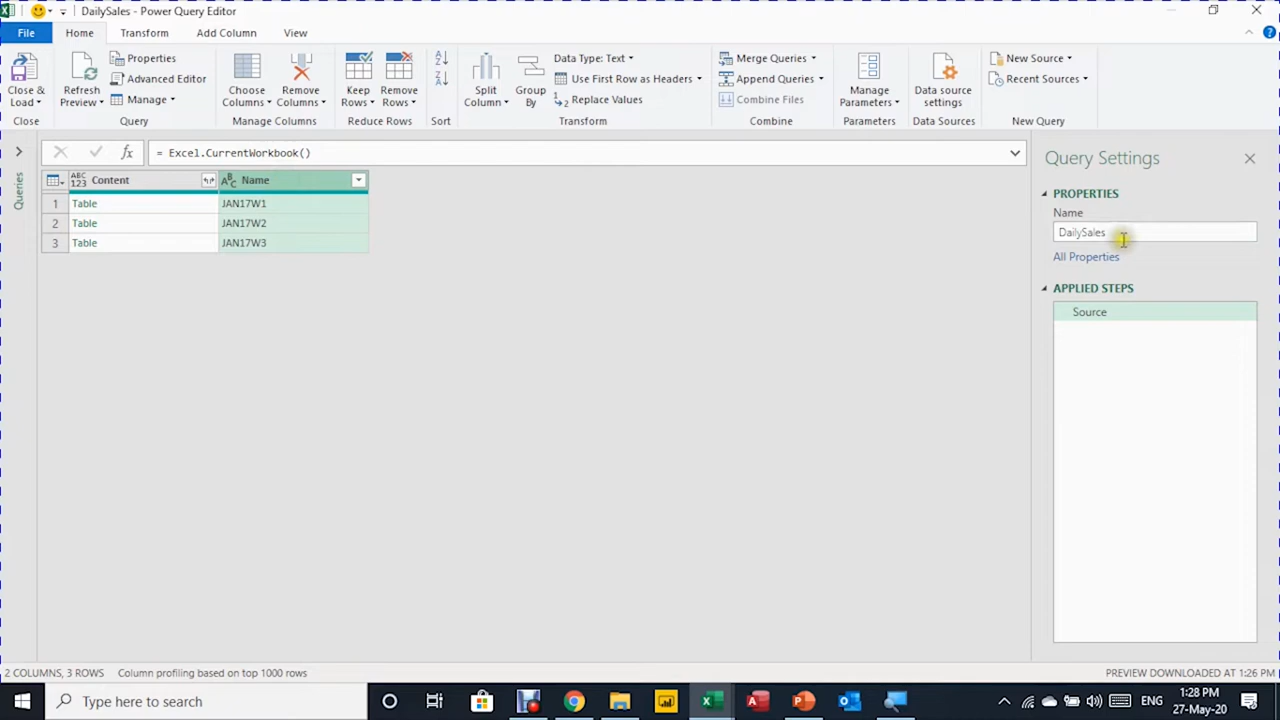 DailySales - Power Query Editor
File
Home
Transform
Add Column
View
Close &
Load
Close
Refresh
Preview
Properties
Advanced Editor
Manage
Query
Choose
Columns
Remove
Columns
Manage Columns
Keep
Rows
Remove
Rows
Reduce Rows
Sort
Split
Column
Group
By
Data Type: Text
Use First Row as Headers
Replace Values
Transform
Merge Queries
Append Queries
Combine Files
Combine
Manage
Parameters
Parameters
Data source
settings
Data Sources
New Source
Recent Sources
New Query
Queries
= Excel.CurrentWorkbook()
ABC 123 Content
ABC Name
1 Table JAN17W1
2 Table JAN17W2
3 Table JAN17W3
Query Settings
PROPERTIES
Name
DailySales
All Properties
APPLIED STEPS
Source
2 COLUMNS, 3 ROWS
Column profiling based on top 1000 rows
PREVIEW DOWNLOADED AT 1:26 PM
Type here to search
ENG
1:28 PM
27-May-20